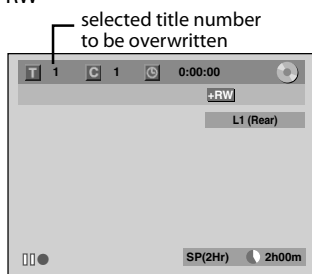 RW
selected title number
to be overwritten
T 1 C 1 0:00:00
+RW
L1 (Rear)
SP(2Hr) 2h00m